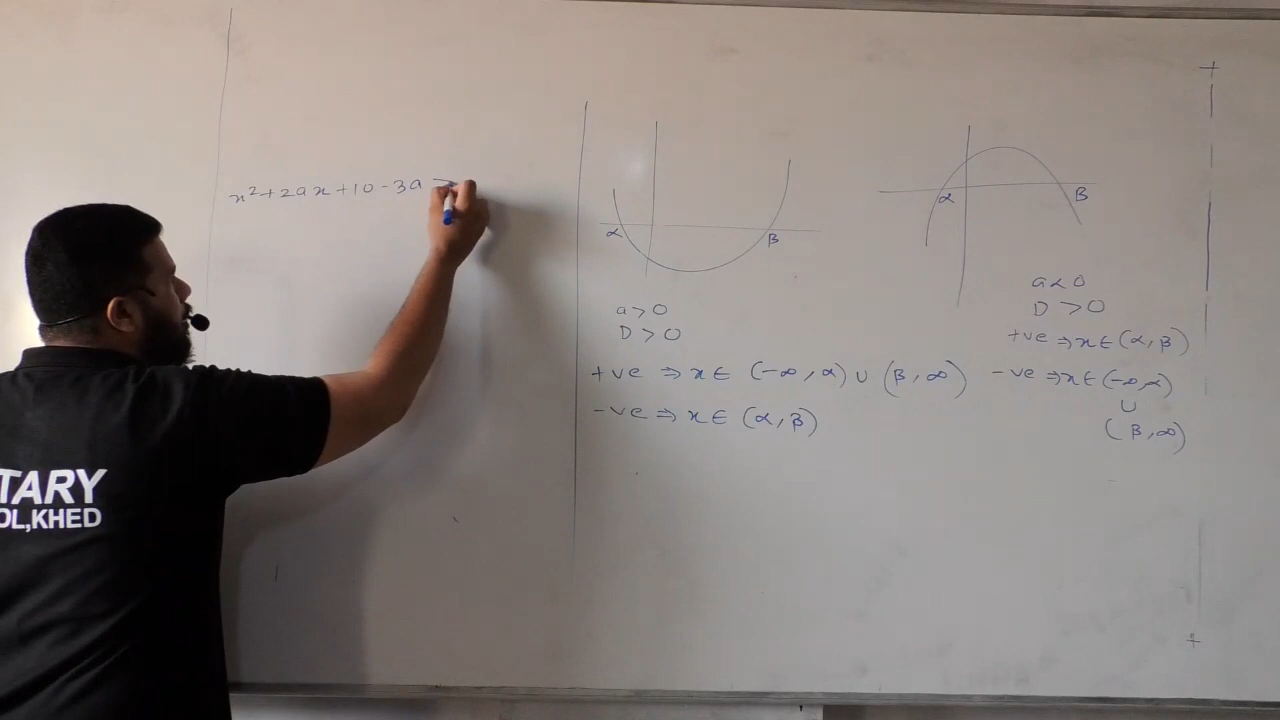 x²+2ax+10-3a >
α
β
a>0
D>0
+ve ⇒ x∈ (-∞,α) ∪ (β,∞)
-ve ⇒ x∈ (α,β)
α
β
a<0
D>0
+ve ⇒ x∈(α,β)
-ve ⇒ x∈(-∞,α)
∪
(β,∞)
TARY
OL,KHED